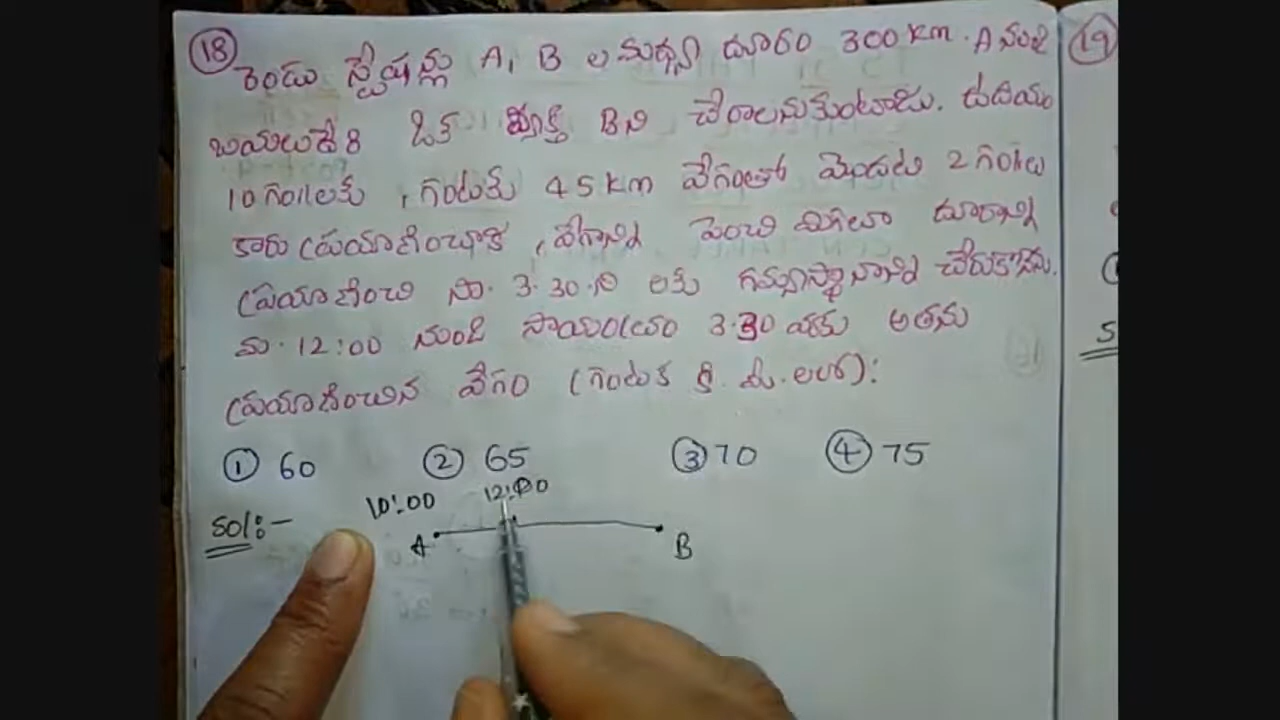 18 రెండు స్టేషన్లు A, B ల మధ్య దూరం 300 km. A నుండి
బయలుదేరి ఒక వ్యక్తి B ని చేరాలనుకుంటాడు. ఉదయం
10 గం॥లకు, గంటకు 45 km వేగంతో మొదటి 2 గం॥లు
కారు ప్రయాణించాక, వేగాన్ని పెంచి మిగిలిన దూరాన్ని
ప్రయాణించి సా. 3.30.ని లకు గమ్యస్థానాన్ని చేరుకొనెను.
మ. 12:00 నుండి సాయంత్రం 3.30 వరకు అతను
ప్రయాణించిన వేగం (గంటకి కి.మీ.లలో):
① 60 ② 65 ③ 70 ④ 75
10:00 12:00
Sol:-
A B
19
S